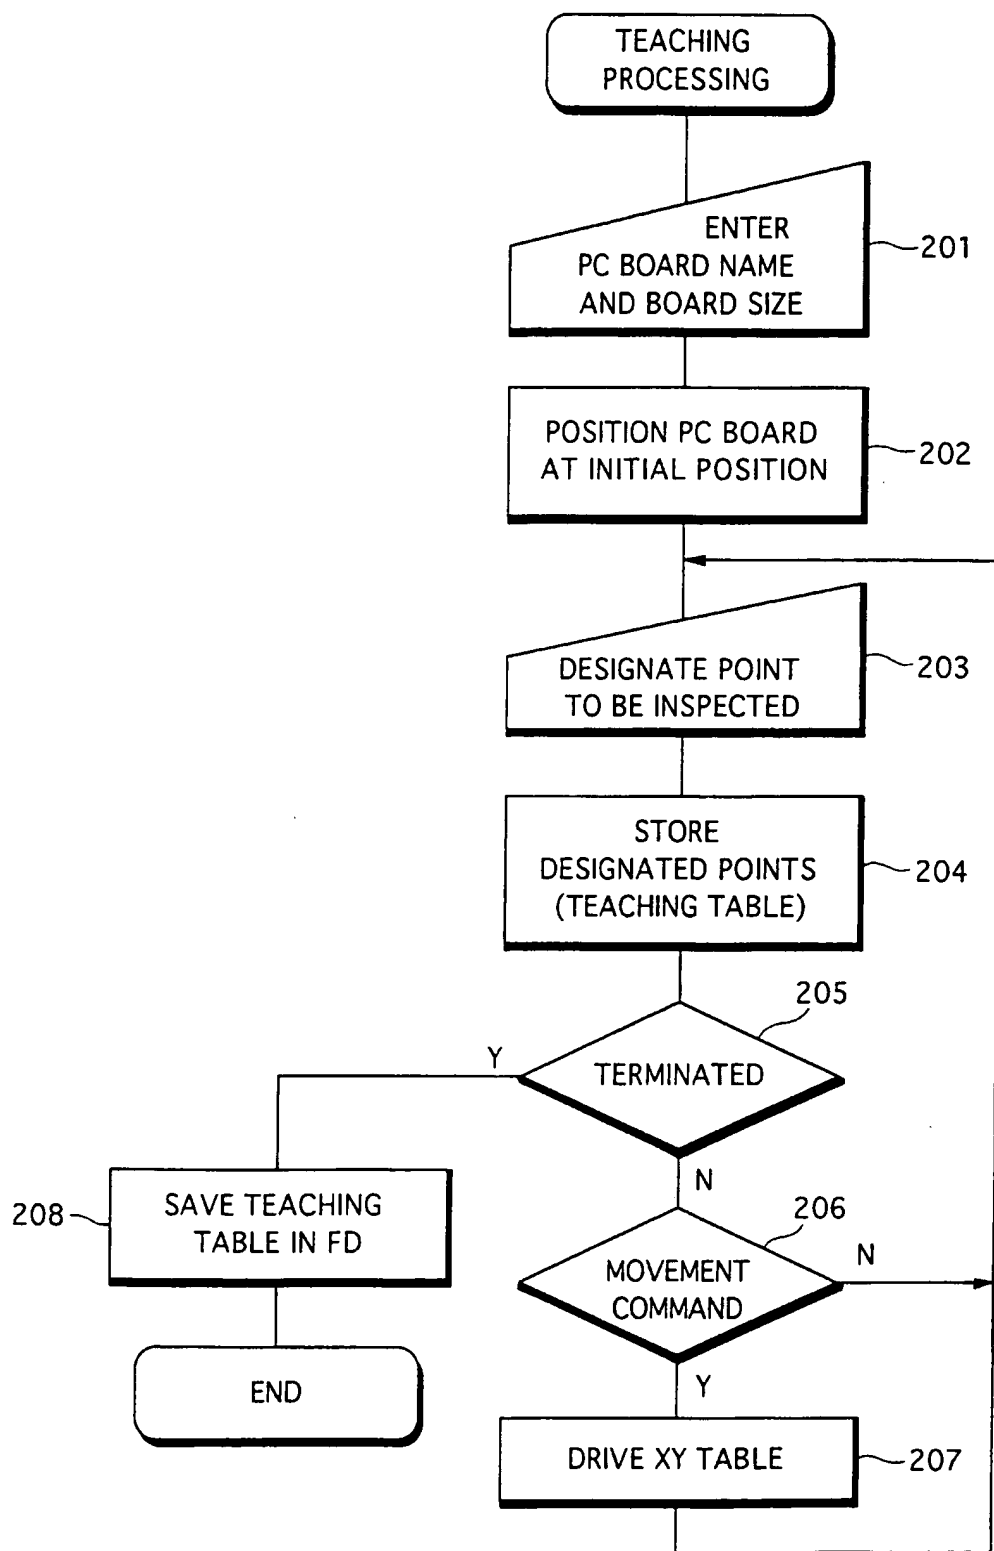 TEACHING
PROCESSING
ENTER
PC BOARD NAME
AND BOARD SIZE
201
POSITION PC BOARD
AT INITIAL POSITION
202
DESIGNATE POINT
TO BE INSPECTED
203
STORE
DESIGNATED POINTS
(TEACHING TABLE)
204
205
TERMINATED
Y
N
208
SAVE TEACHING
TABLE IN FD
END
206
MOVEMENT
COMMAND
N
Y
DRIVE XY TABLE
207